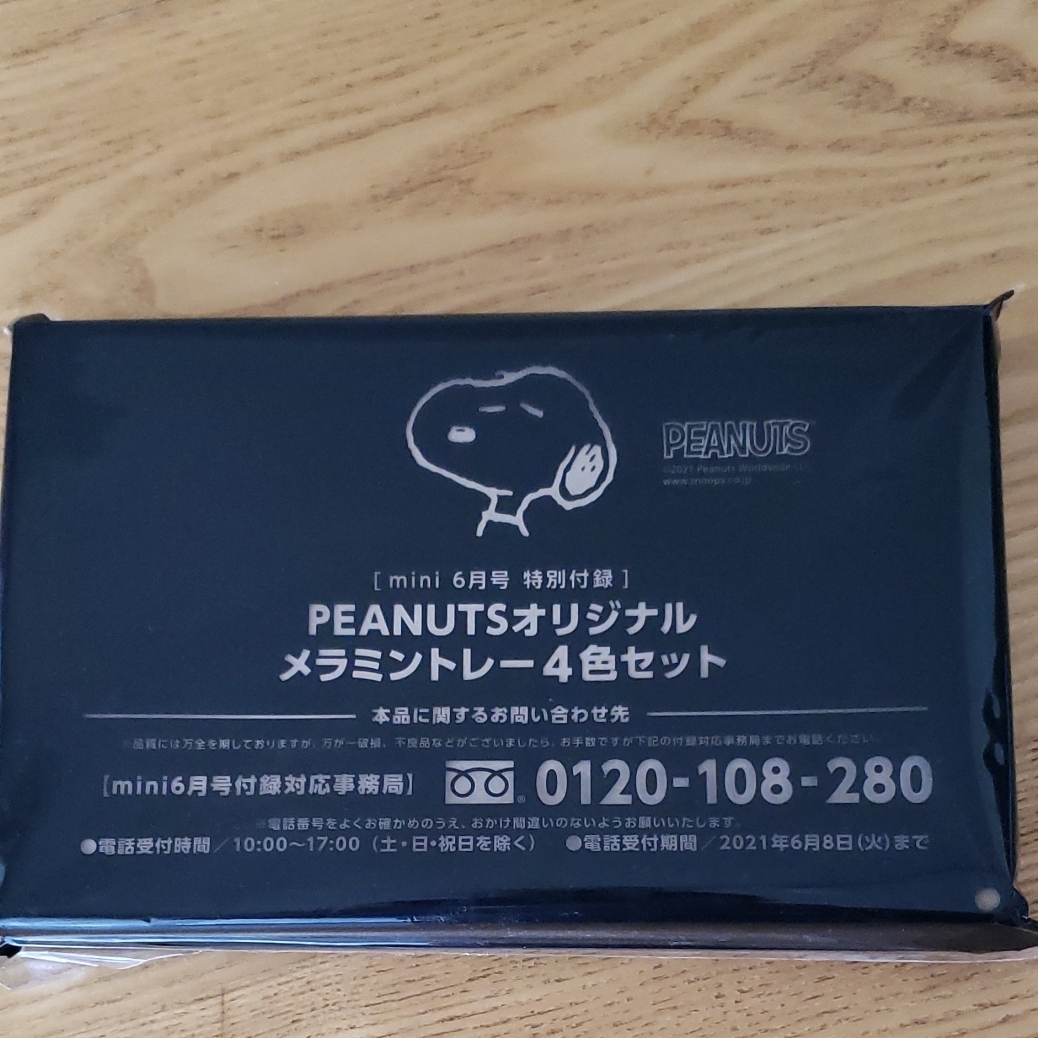 PEANUTS
©2021 Peanuts Worldwide LLC
www.snoopy.co.jp
[ mini 6月号 特別付録 ]
PEANUTSオリジナル
メラミントレー4色セット
本品に関するお問い合わせ先
※品質には万全を期しておりますが、万が一破損、不良品などがございましたら、お手数ですが下記の付録対応事務局までお電話ください。
【mini6月号付録対応事務局】 0120-108-280
※電話番号をよくお確かめのうえ、おかけ間違いのないようお願いいたします。
●電話受付時間/10:00~17:00(土・日・祝日を除く) ●電話受付期間/2021年6月8日(火)まで